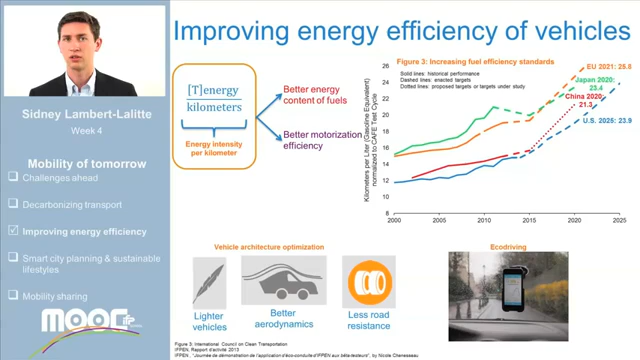 Improving energy efficiency of vehicles
Sidney Lambert-Lalitte
Week 4
Mobility of tomorrow
Challenges ahead
Decarbonizing transport
Improving energy efficiency
Smart city planning & sustainable
lifestyles
Mobility sharing
MOOC
[T]energy
kilometers
Energy intensity
per kilometer
Better energy
content of fuels
Better motorization
efficiency
Figure 3: Increasing fuel efficiency standards
Solid lines: historical performance
Dashed lines: enacted targets
Dotted lines: proposed targets or targets under study
Kilometers per Liter (Gasoline Equivalent)
normalized to CAFE Test Cycle
26
24
22
20
18
16
14
12
10
8
2000
2005
2010
2015
2020
2025
EU 2021: 25.8
Japan 2020:
23.4
China 2020:
21.3
U.S. 2025: 23.9
Vehicle architecture optimization
Lighter
vehicles
Better
aerodynamics
Less road
resistance
Ecodriving
Figure 3: International Council on Clean Transportation
IFPEN, Rapport d'activité 2013